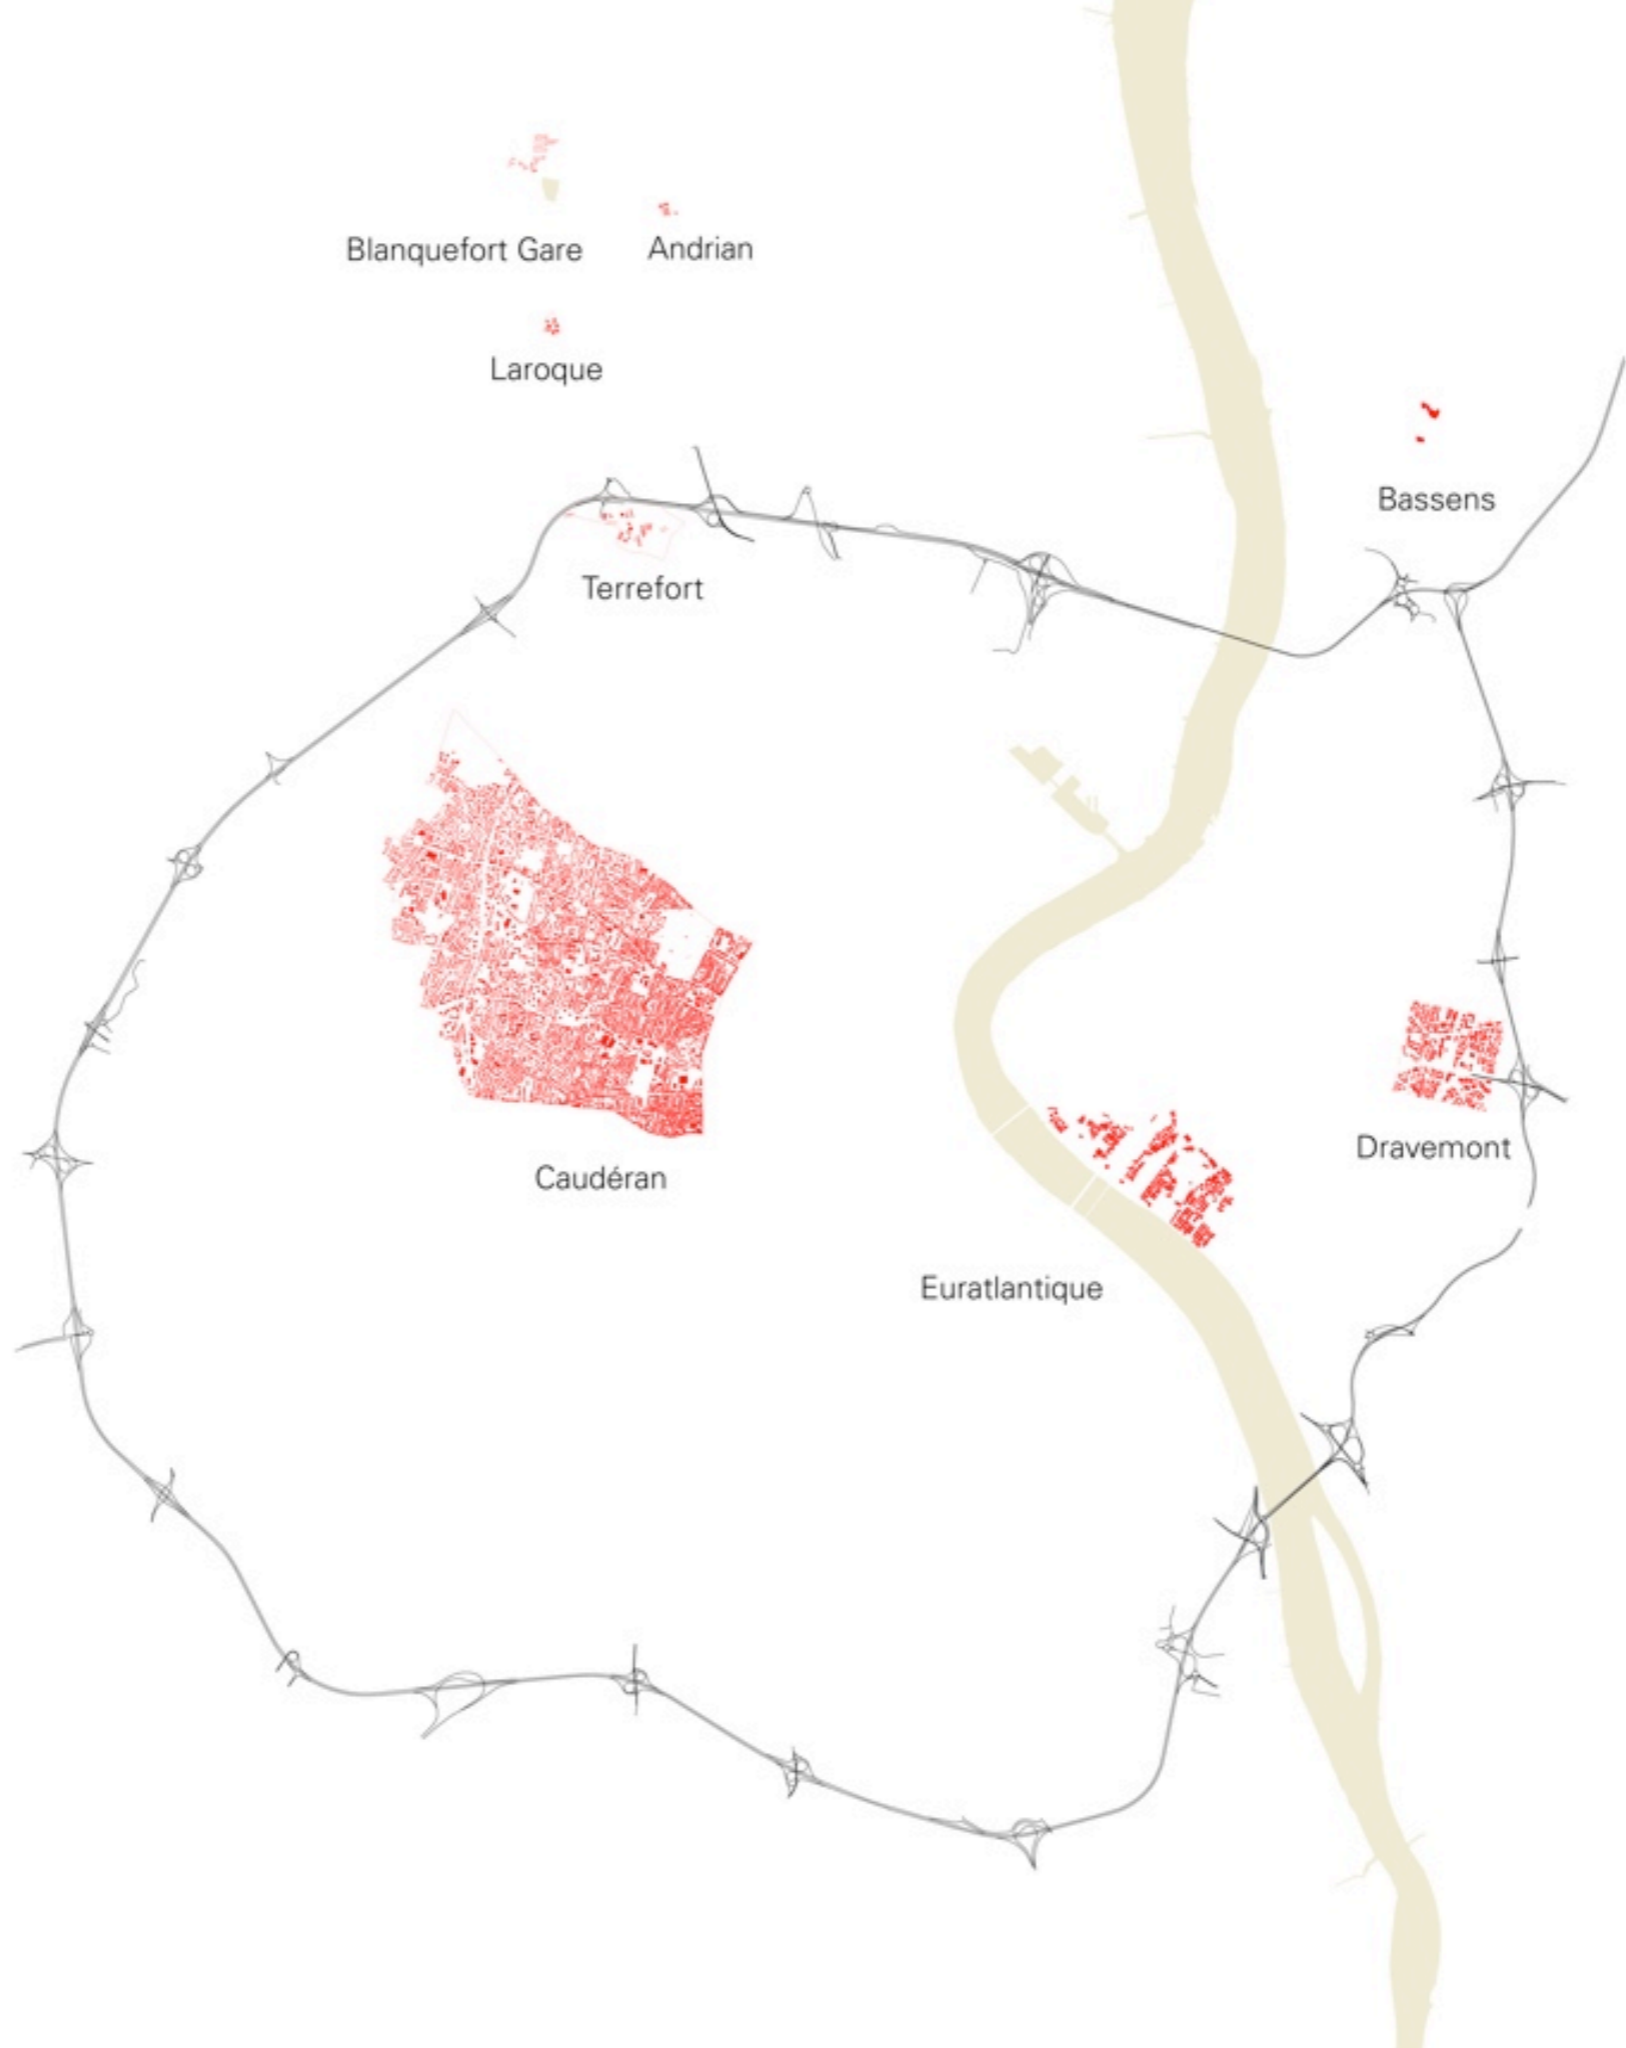 Blanquefort Gare
Andrian
Laroque
Bassens
Terrefort
Dravemont
Caudéran
Euratlantique